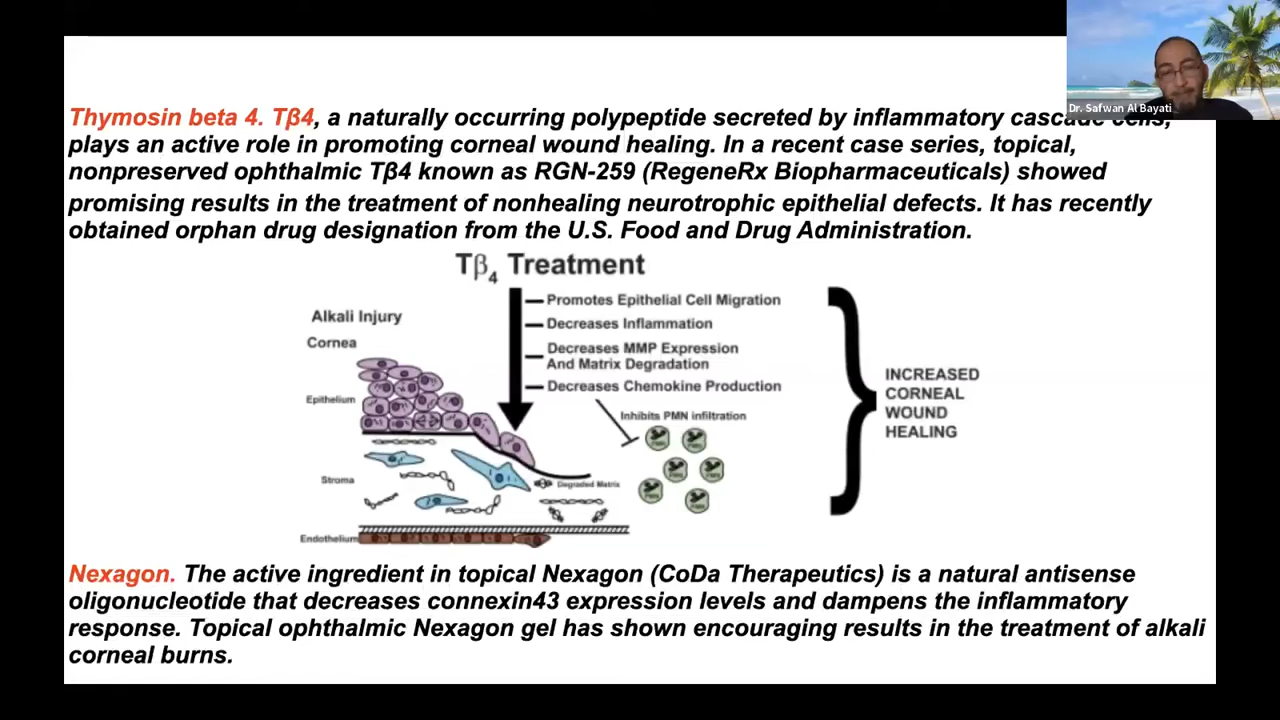 Dr. Safwan Al Bayati
Thymosin beta 4. Tβ4, a naturally occurring polypeptide secreted by inflammatory cascade cells,
plays an active role in promoting corneal wound healing. In a recent case series, topical,
nonpreserved ophthalmic Tβ4 known as RGN-259 (RegeneRx Biopharmaceuticals) showed
promising results in the treatment of nonhealing neurotrophic epithelial defects. It has recently
obtained orphan drug designation from the U.S. Food and Drug Administration.
Tβ4 Treatment
Promotes Epithelial Cell Migration
Decreases Inflammation
Decreases MMP Expression
And Matrix Degradation
Decreases Chemokine Production
Inhibits PMN infiltration
Alkali Injury
Cornea
Epithelium
Stroma
Degraded Matrix
Endothelium
INCREASED
CORNEAL
WOUND
HEALING
Nexagon. The active ingredient in topical Nexagon (CoDa Therapeutics) is a natural antisense
oligonucleotide that decreases connexin43 expression levels and dampens the inflammatory
response. Topical ophthalmic Nexagon gel has shown encouraging results in the treatment of alkali
corneal burns.